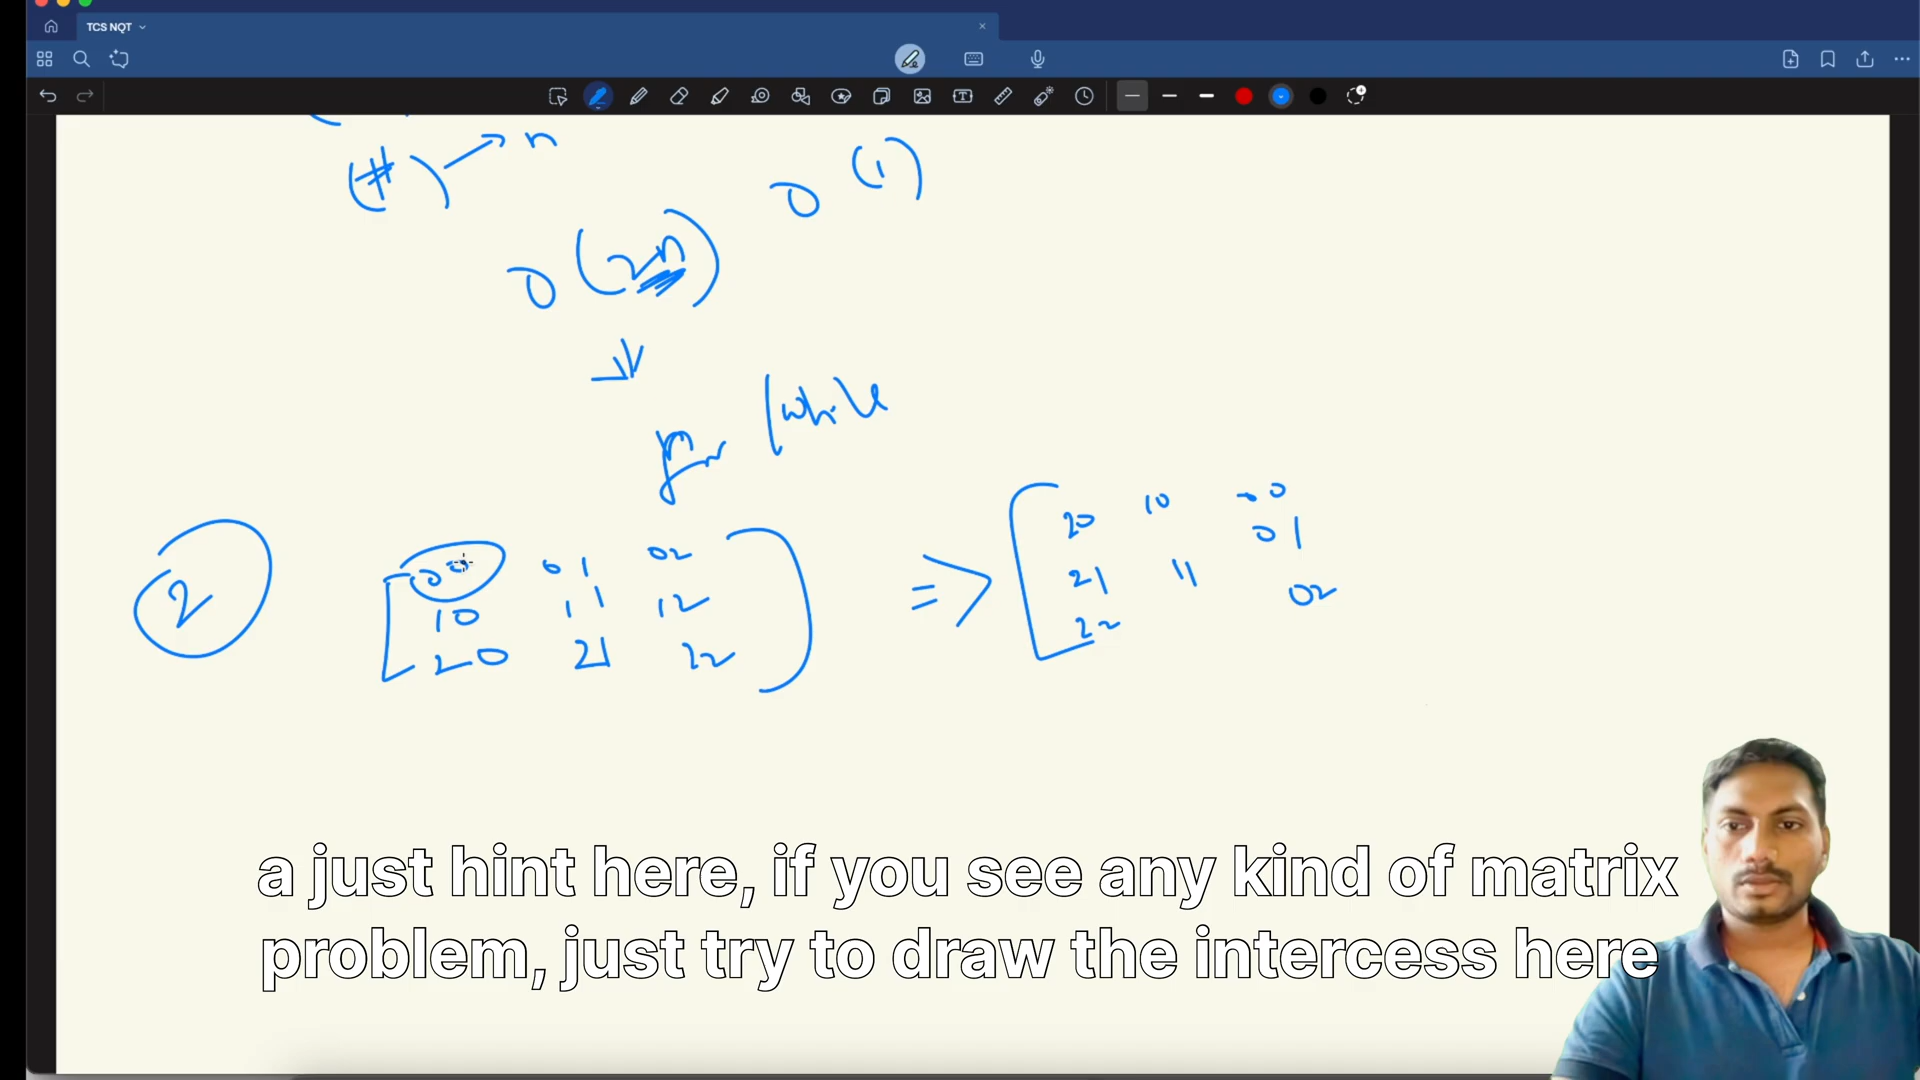 TCS NQT
(#) → n
O(1)
O(2n)
for / while
2
00 01 02
10 11 12
20 21 22
=>
20 10 00
21 11 01
22 02
a just hint here, if you see any kind of matrix
problem, just try to draw the intercess here